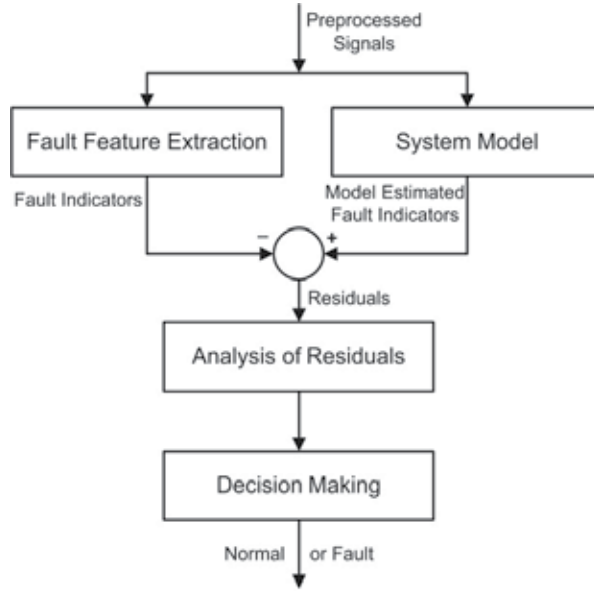 Preprocessed
Signals
Fault Feature Extraction
System Model
Fault Indicators
Model Estimated
Fault Indicators
− +
Residuals
Analysis of Residuals
Decision Making
Normal or Fault